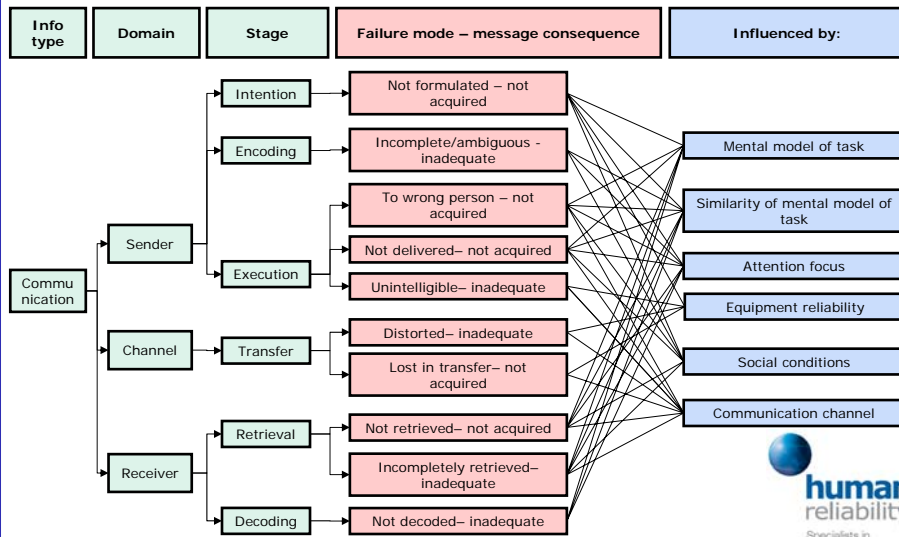 Info
type
Domain
Stage
Failure mode – message consequence
Influenced by:
Intention
Not formulated – not
acquired
Encoding
Incomplete/ambiguous -
inadequate
Mental model of task
To wrong person – not
acquired
Similarity of mental model of
task
Sender
Not delivered– not acquired
Attention focus
Execution
Commu
nication
Unintelligible– inadequate
Equipment reliability
Distorted– inadequate
Channel
Transfer
Social conditions
Lost in transfer– not
acquired
Communication channel
Retrieval
Not retrieved– not acquired
Receiver
Incompletely retrieved–
inadequate
Decoding
Not decoded– inadequate
human
reliability
Specialists in